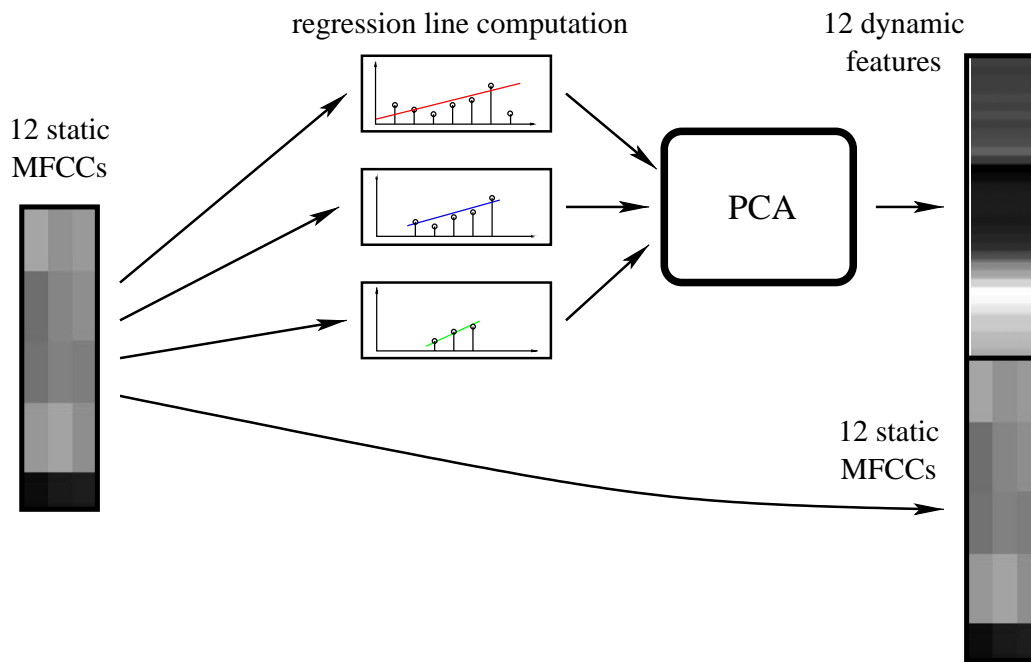 regression line computation
12 dynamic
features
12 static
MFCCs
PCA
12 static
MFCCs